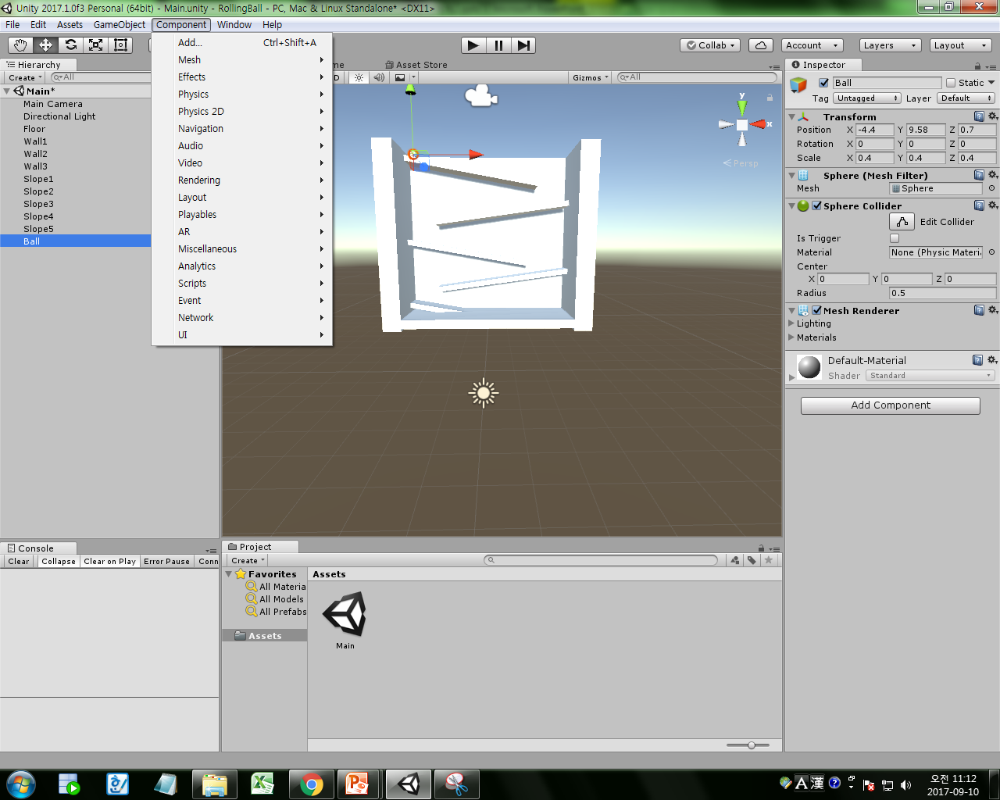 Unity 2017.1.0f3 Personal (64bit) - Main.unity - RollingBall - PC, Mac & Linux Standalone* <DX11>
File Edit Assets GameObject Component Window Help
Collab Account Layers Layout
Add... Ctrl+Shift+A
Mesh
Effects
Physics
Physics 2D
Navigation
Audio
Video
Rendering
Layout
Playables
AR
Miscellaneous
Analytics
Scripts
Event
Network
UI
Hierarchy
Create All
Main*
Main Camera
Directional Light
Floor
Wall1
Wall2
Wall3
Slope1
Slope2
Slope3
Slope4
Slope5
Ball
me Asset Store
D Gizmos All
y
x
Persp
Inspector
Ball Static
Tag Untagged Layer Default
Transform
Position X -4.4 Y 9.58 Z 0.7
Rotation X 0 Y 0 Z 0
Scale X 0.4 Y 0.4 Z 0.4
Sphere (Mesh Filter)
Mesh Sphere
Sphere Collider
Edit Collider
Is Trigger
Material None (Physic Materi
Center
X 0 Y 0 Z 0
Radius 0.5
Mesh Renderer
Lighting
Materials
Default-Material
Shader Standard
Add Component
Console
Clear Collapse Clear on Play Error Pause Conn
Project
Create
Favorites
All Materia
All Models
All Prefabs
Assets
Assets
Main
A 漢
오전 11:12
2017-09-10